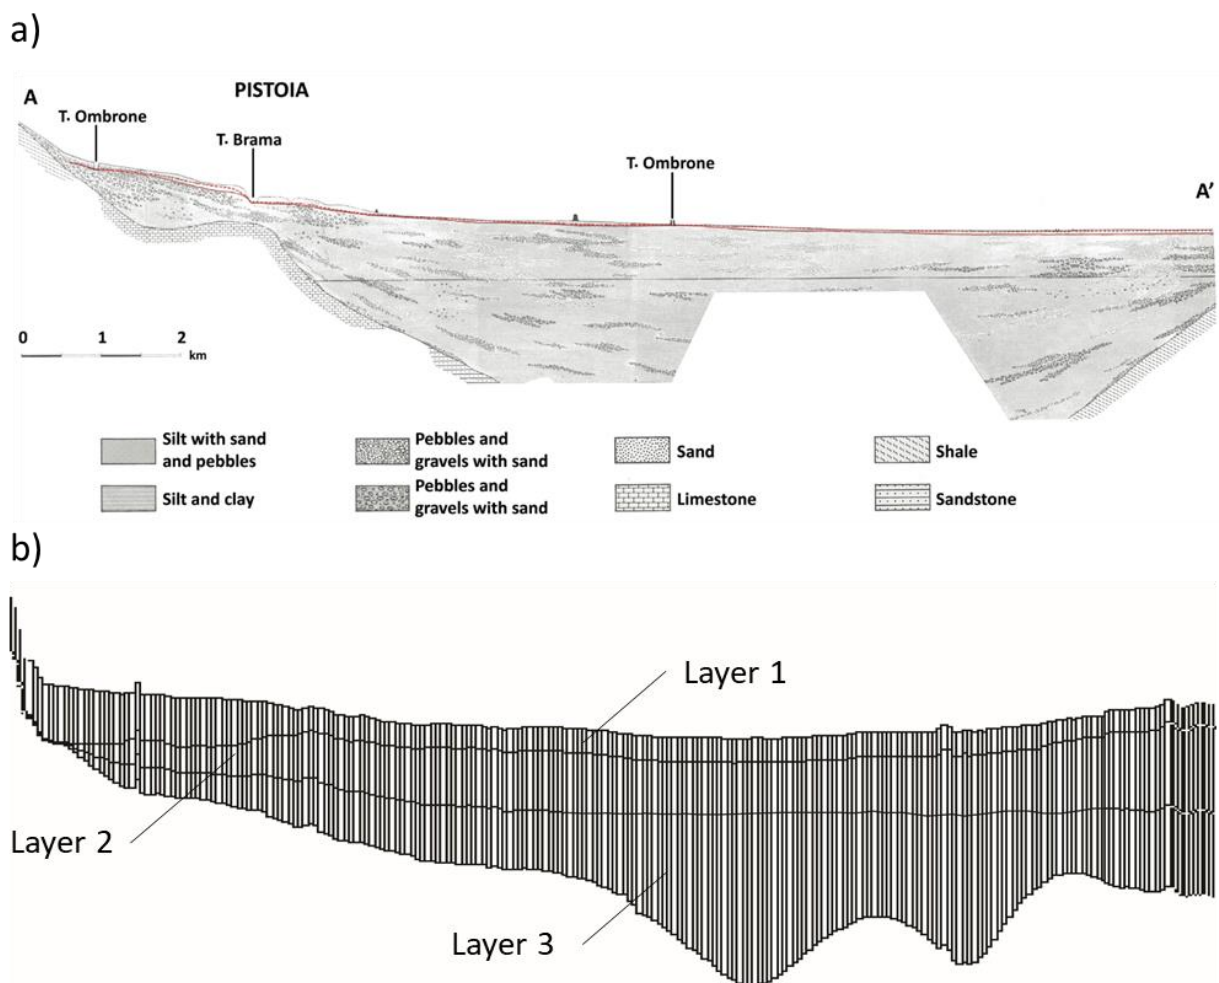 a)
PISTOIA
A
T. Ombrone
T. Brama
T. Ombrone
A'
0 1 2
km
Silt with sand
and pebbles
Pebbles and
gravels with sand
Sand
Shale
Silt and clay
Pebbles and
gravels with sand
Limestone
Sandstone
b)
Layer 1
Layer 2
Layer 3